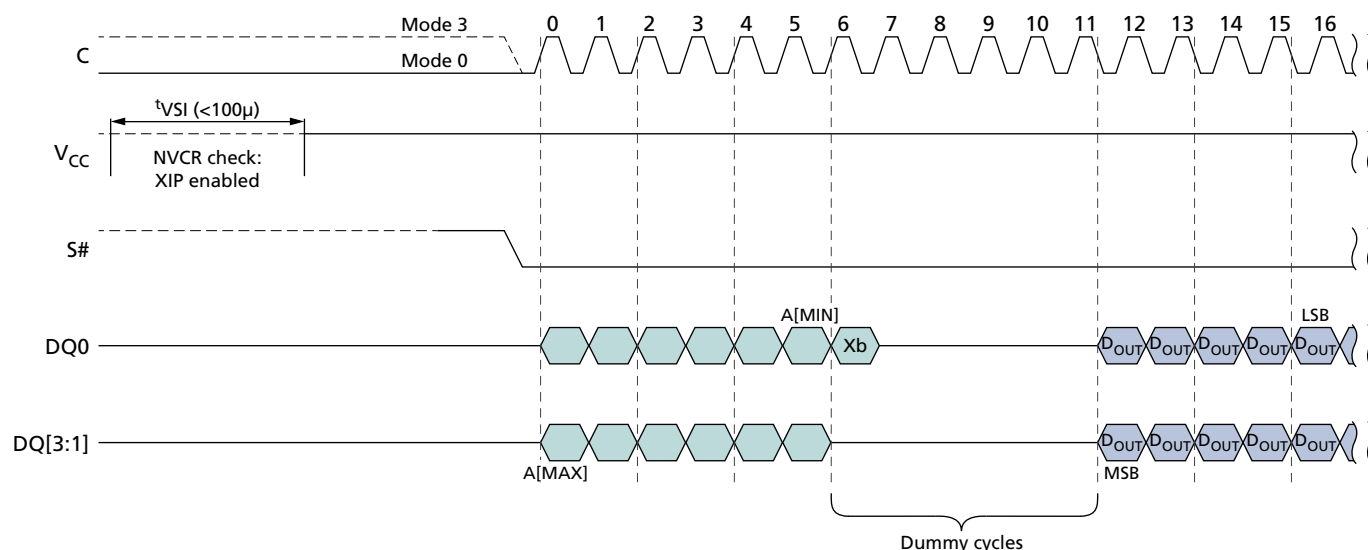 Mode 3
0 1 2 3 4 5 6 7 8 9 10 11 12 13 14 15 16
C
Mode 0
tVSI (<100µ)
VCC
NVCR check:
XIP enabled
S#
A[MIN]
LSB
DQ0
Xb
DOUT DOUT DOUT DOUT DOUT
DQ[3:1]
DOUT DOUT DOUT DOUT DOUT
A[MAX]
MSB
Dummy cycles